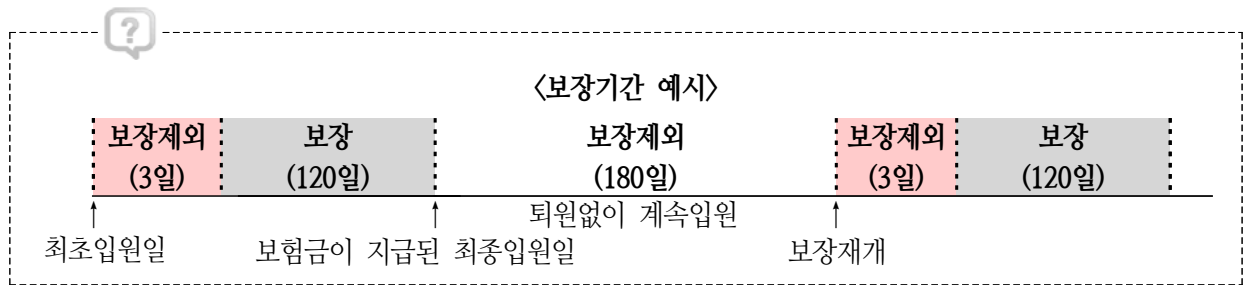 ?
〈보장기간 예시〉
보장제외 보장 보장제외 보장제외 보장
(3일) (120일) (180일) (3일) (120일)
↑ ↑ 퇴원없이 계속입원 ↑
최초입원일 보험금이 지급된 최종입원일 보장재개